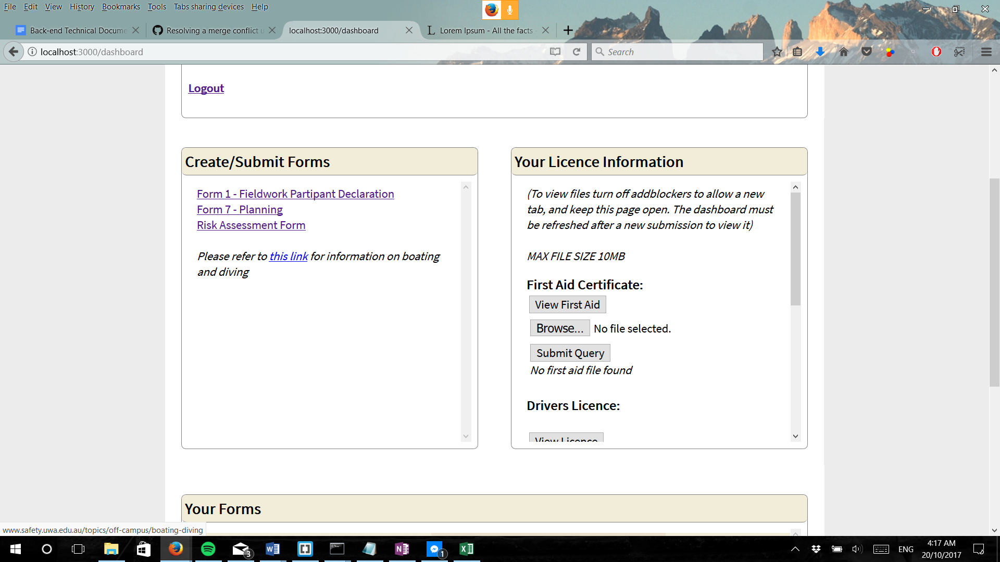 File Edit View History Bookmarks Tools Tabs sharing devices Help
Back-end Technical Docume
Resolving a merge conflict u
localhost:3000/dashboard
Lorem Ipsum - All the facts -
localhost:3000/dashboard
Search
Logout
Create/Submit Forms
Form 1 - Fieldwork Partipant Declaration
Form 7 - Planning
Risk Assessment Form
Please refer to this link for information on boating
and diving
Your Licence Information
(To view files turn off addblockers to allow a new
tab, and keep this page open. The dashboard must
be refreshed after a new submission to view it)
MAX FILE SIZE 10MB
First Aid Certificate:
View First Aid
Browse... No file selected.
Submit Query
No first aid file found
Drivers Licence:
View Licence
Your Forms
www.safety.uwa.edu.au/topics/off-campus/boating-diving
3
1
ENG
4:17 AM
20/10/2017